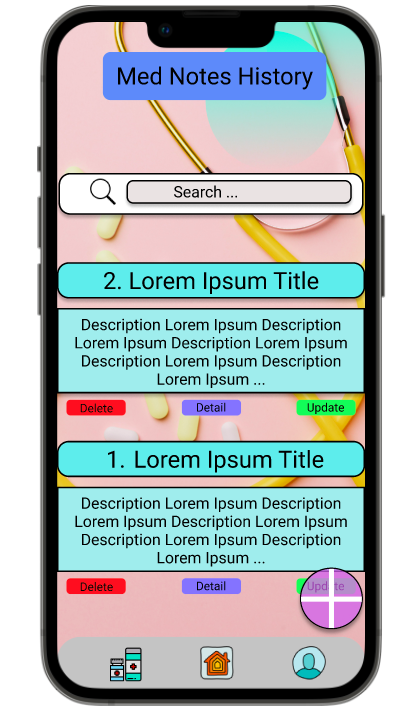 Med Notes History
Search ...
2. Lorem Ipsum Title
Description Lorem Ipsum Description
Lorem Ipsum Description Lorem Ipsum
Description Lorem Ipsum Description
Lorem Ipsum ...
Delete
Detail
Update
1. Lorem Ipsum Title
Description Lorem Ipsum Description
Lorem Ipsum Description Lorem Ipsum
Description Lorem Ipsum Description
Lorem Ipsum ...
Delete
Detail
Update